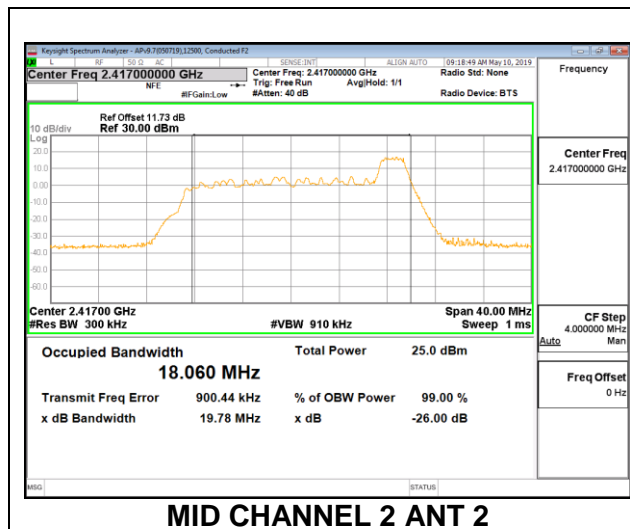 Keysight Spectrum Analyzer - APv9.7(050719),12500, Conducted F2
L RF 50 Ω AC SENSE:INT ALIGN AUTO 09:18:49 AM May 10, 2019
Center Freq 2.417000000 GHz Center Freq: 2.417000000 GHz Radio Std: None Frequency
NFE Trig: Free Run Avg|Hold: 1/1
#IFGain:Low #Atten: 40 dB Radio Device: BTS
Ref Offset 11.73 dB
10 dB/div Ref 30.00 dBm
Log
20.0
10.0
0.00
-10.0
-20.0
-30.0
-40.0
-50.0
-60.0
Center Freq
2.417000000 GHz
Center 2.41700 GHz Span 40.00 MHz
#Res BW 300 kHz #VBW 910 kHz Sweep 1 ms
CF Step
4.000000 MHz
Auto Man
Occupied Bandwidth Total Power 25.0 dBm
18.060 MHz
Transmit Freq Error 900.44 kHz % of OBW Power 99.00 %
x dB Bandwidth 19.78 MHz x dB -26.00 dB
Freq Offset
0 Hz
MSG STATUS
MID CHANNEL 2 ANT 2